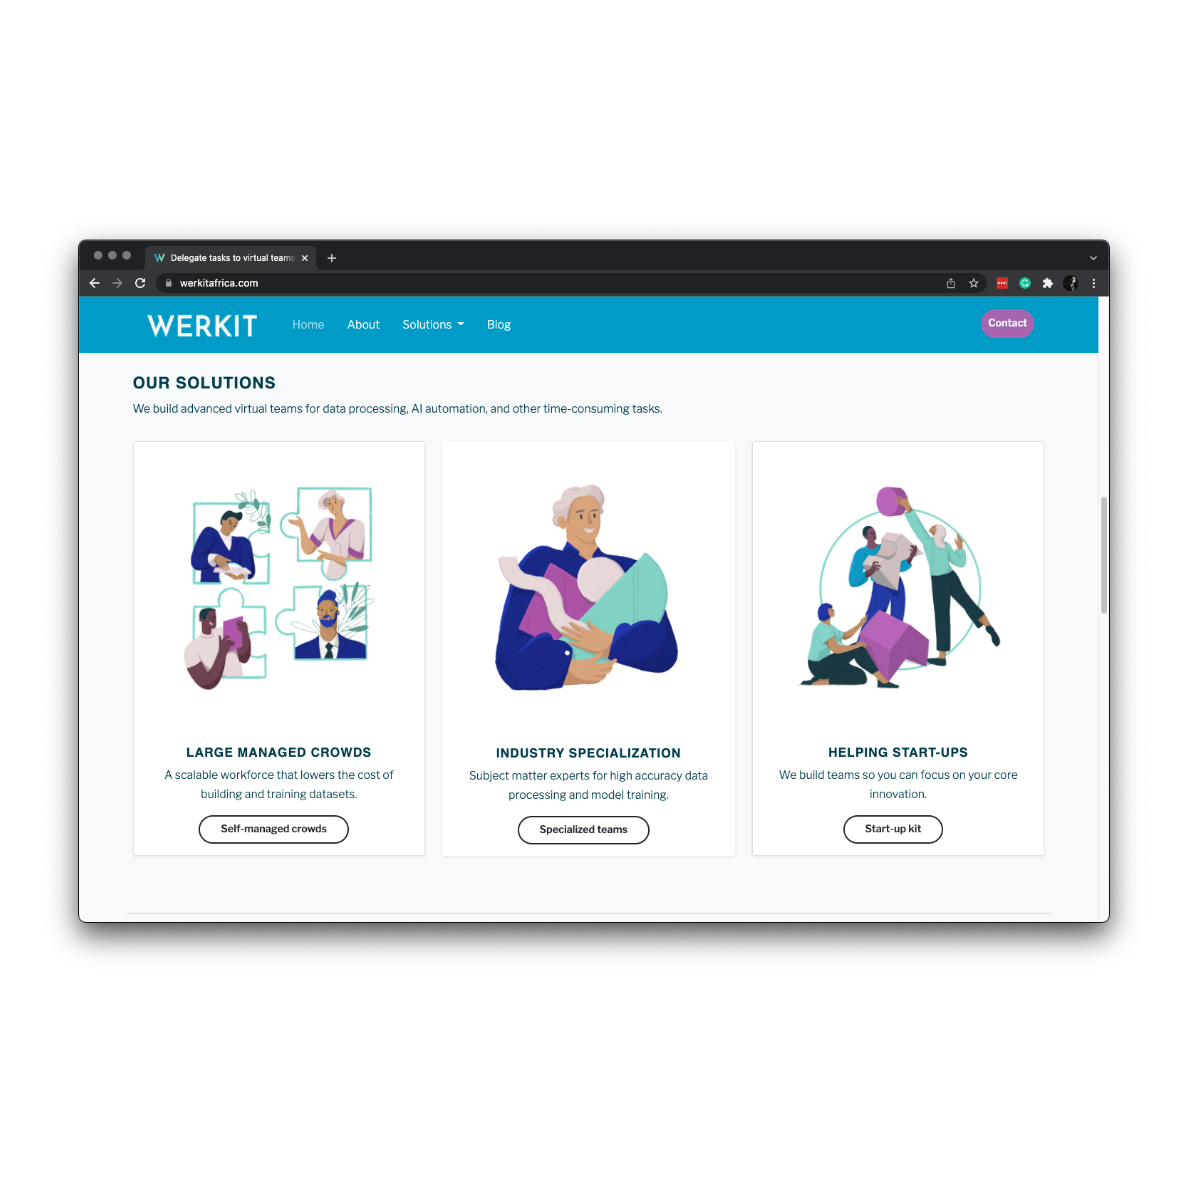 Delegate tasks to virtual teams
werkitafrica.com
WERKIT Home About Solutions Blog Contact
OUR SOLUTIONS
We build advanced virtual teams for data processing, AI automation, and other time-consuming tasks.
LARGE MANAGED CROWDS
A scalable workforce that lowers the cost of
building and training datasets.
Self-managed crowds
INDUSTRY SPECIALIZATION
Subject matter experts for high accuracy data
processing and model training.
Specialized teams
HELPING START-UPS
We build teams so you can focus on your core
innovation.
Start-up kit